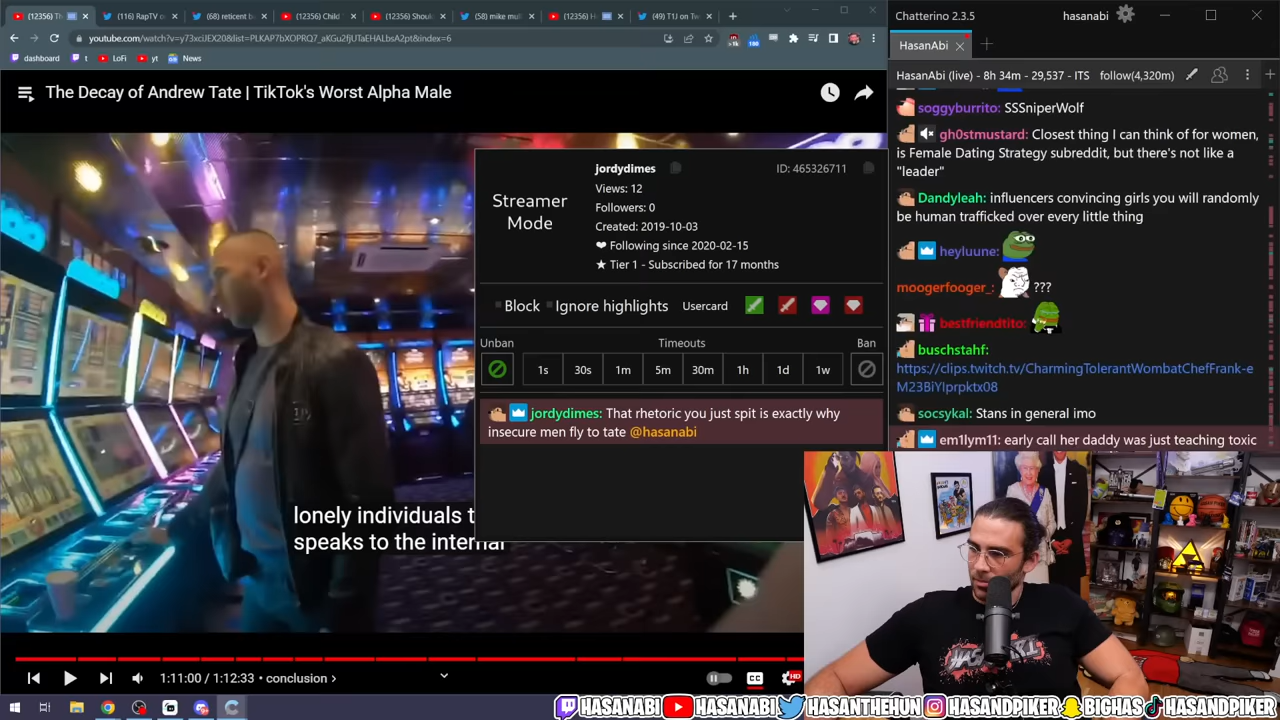 (12356) Th
(116) RapTV o
(68) reticent b
(12356) Child
(12356) Shoul
(58) mike mul
(12356) H
(49) T1J on Tw
youtube.com/watch?v=y73xciJEX20&list=PLKAP7bXOPRQ7_aKGu2fjUTaEHALbsA2pt&index=6
dashboard
t
LoFi
yt
News
The Decay of Andrew Tate | TikTok's Worst Alpha Male
lonely individuals t
speaks to the internal
1:11:00 / 1:12:33 • conclusion ›
CC
HD
Streamer
Mode
jordydimes
ID: 465326711
Views: 12
Followers: 0
Created: 2019-10-03
❤ Following since 2020-02-15
★ Tier 1 - Subscribed for 17 months
Block
Ignore highlights
Usercard
Unban
Timeouts
Ban
1s
30s
1m
5m
30m
1h
1d
1w
jordydimes: That rhetoric you just spit is exactly why
insecure men fly to tate @hasanabi
Chatterino 2.3.5
hasanabi
HasanAbi
HasanAbi (live) - 8h 34m - 29,537 - ITS
follow(4,320m)
soggyburrito: SSSniperWolf
gh0stmustard: Closest thing I can think of for women,
is Female Dating Strategy subreddit, but there's not like a
"leader"
Dandyleah: influencers convincing girls you will randomly
be human trafficked over every little thing
heyluune:
moogerfooger_: ???
bestfriendtito:
buschstahf:
https://clips.twitch.tv/CharmingTolerantWombatChefFrank-e
M23BiYIprpktx08
socsykal: Stans in general imo
em1lym11: early call her daddy was just teaching toxic
HASANABI
HASANABI
HASANTHEHUN
HASANDPIKER
BIGHAS
HASANDPIKER